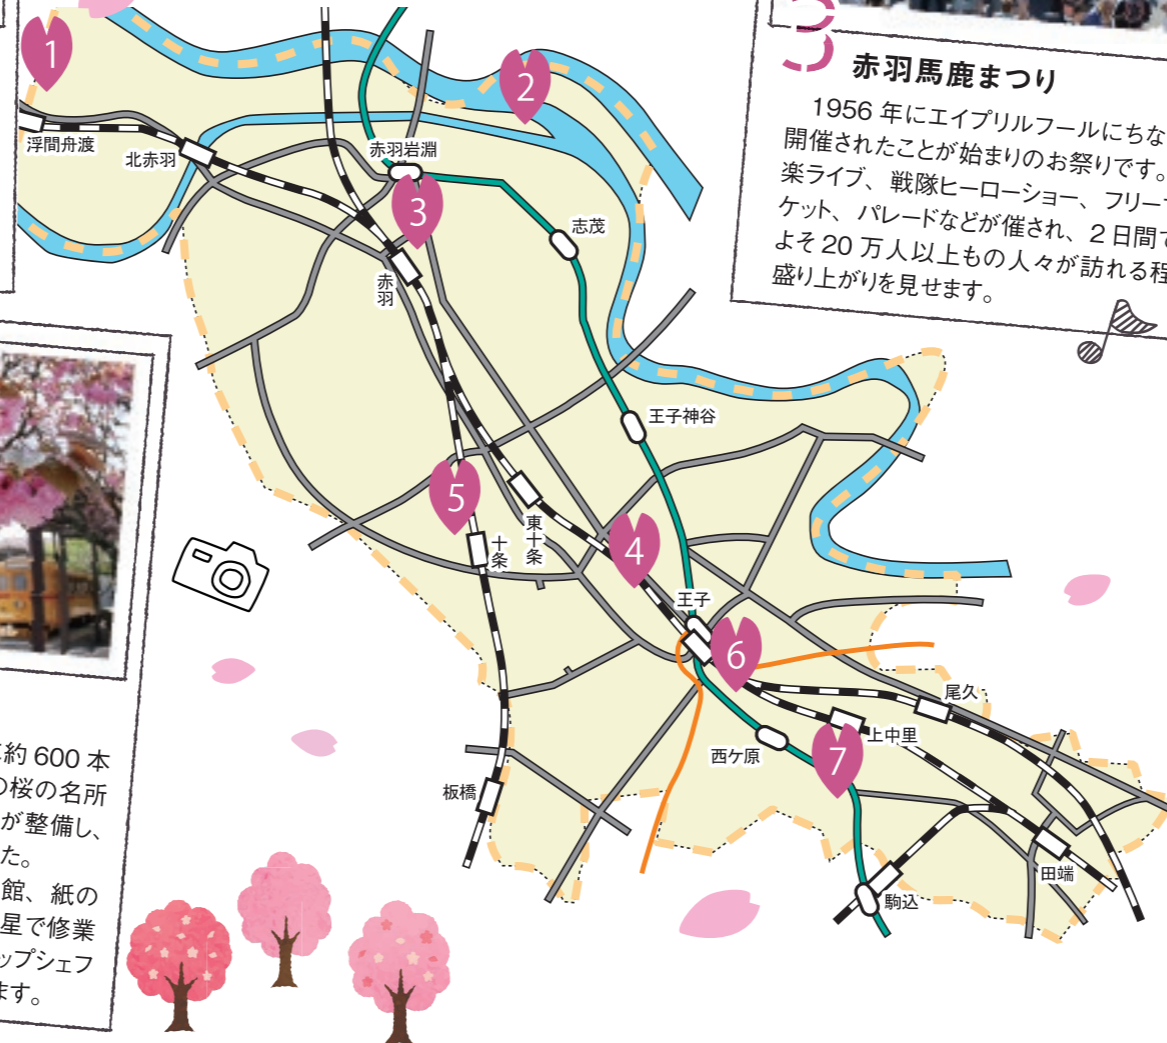 1
2
3
4
5
6
7
浮間舟渡
北赤羽
赤羽岩淵
志茂
赤羽
王子神谷
東十条
十条
王子
尾久
上中里
西ケ原
板橋
田端
駒込
3
赤羽馬鹿まつり
1956 年にエイプリルフールにちな
開催されたことが始まりのお祭りです。
楽ライブ、戦隊ヒーローショー、フリー
ケット、パレードなどが催され、2 日間で
よそ 20 万人以上もの人々が訪れる程
盛り上がりを見せます。
約 600 本
の桜の名所
が整備し、
た。
館、紙の
星で修業
ップシェフ
ます。